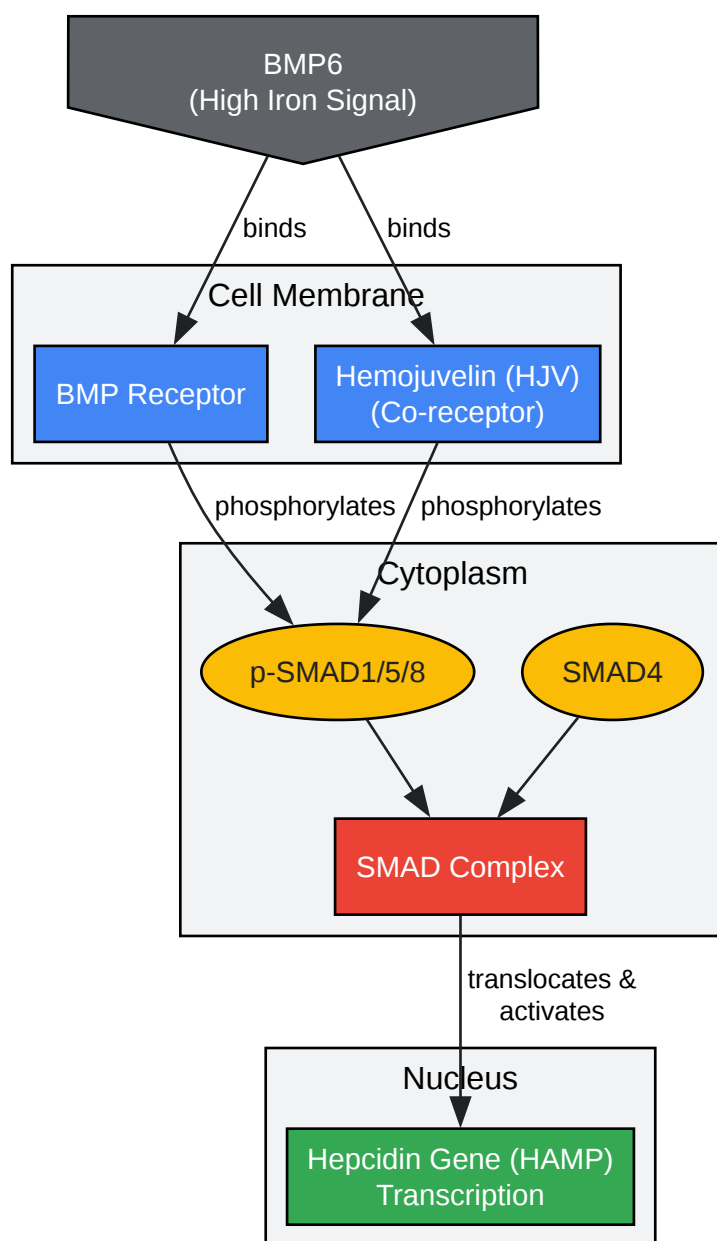 BMP6
(High Iron Signal)
binds
binds
Cell Membrane
BMP Receptor
Hemojuvelin (HJV)
(Co-receptor)
phosphorylates
phosphorylates
Cytoplasm
p-SMAD1/5/8
SMAD4
SMAD Complex
translocates &
activates
Nucleus
Hepcidin Gene (HAMP)
Transcription